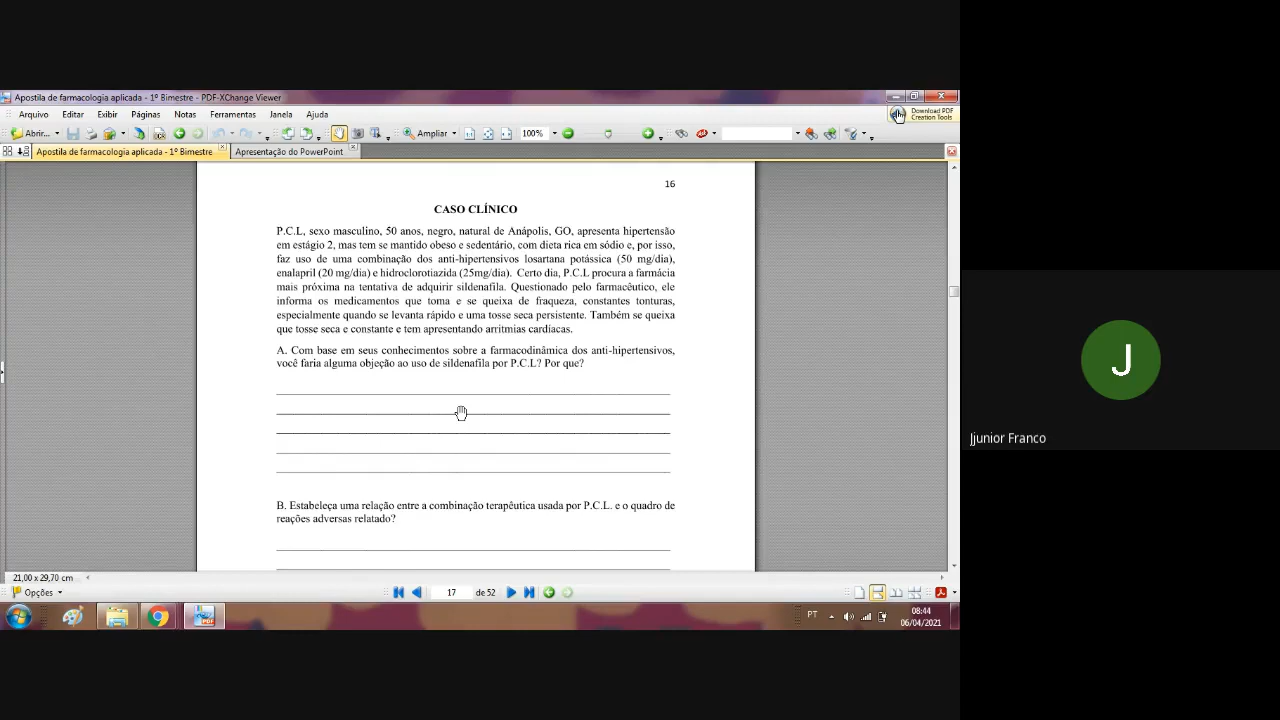 Apostila de farmacologia aplicada - 1º Bimestre - PDF-XChange Viewer
Arquivo Editar Exibir Páginas Notas Ferramentas Janela Ajuda
Download PDF
Creation Tools
Abrir... Ampliar 100%
Apostila de farmacologia aplicada - 1º Bimestre Apresentação do PowerPoint
16
CASO CLÍNICO
P.C.L, sexo masculino, 50 anos, negro, natural de Anápolis, GO, apresenta hipertensão
em estágio 2, mas tem se mantido obeso e sedentário, com dieta rica em sódio e, por isso,
faz uso de uma combinação dos anti-hipertensivos losartana potássica (50 mg/dia),
enalapril (20 mg/dia) e hidroclorotiazida (25mg/dia). Certo dia, P.C.L procura a farmácia
mais próxima na tentativa de adquirir sildenafila. Questionado pelo farmacêutico, ele
informa os medicamentos que toma e se queixa de fraqueza, constantes tonturas,
especialmente quando se levanta rápido e uma tosse seca persistente. Também se queixa
que tosse seca e constante e tem apresentando arritmias cardíacas.
A. Com base em seus conhecimentos sobre a farmacodinâmica dos anti-hipertensivos,
você faria alguma objeção ao uso de sildenafila por P.C.L? Por que?
B. Estabeleça uma relação entre a combinação terapêutica usada por P.C.L. e o quadro de
reações adversas relatado?
21,00 x 29,70 cm
Opções 17 de 52
PT 08:44
06/04/2021
J
Jjunior Franco